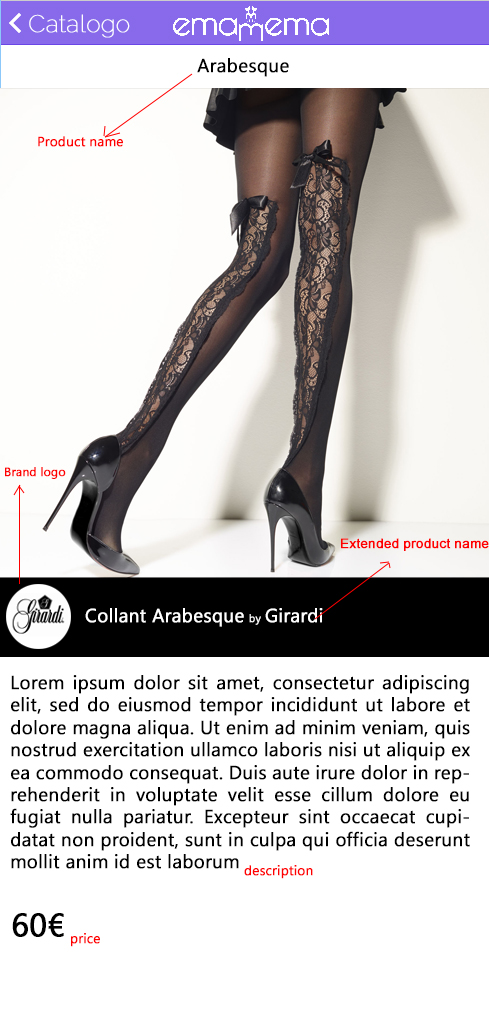 Catalogo
emamema
Arabesque
Product name
Brand logo
Extended product name
Girardi.
Collant Arabesque by Girardi
Lorem ipsum dolor sit amet, consectetur adipiscing
elit, sed do eiusmod tempor incididunt ut labore et
dolore magna aliqua. Ut enim ad minim veniam, quis
nostrud exercitation ullamco laboris nisi ut aliquip ex
ea commodo consequat. Duis aute irure dolor in rep-
rehenderit in voluptate velit esse cillum dolore eu
fugiat nulla pariatur. Excepteur sint occaecat cupi-
datat non proident, sunt in culpa qui officia deserunt
mollit anim id est laborum
description
60€
price